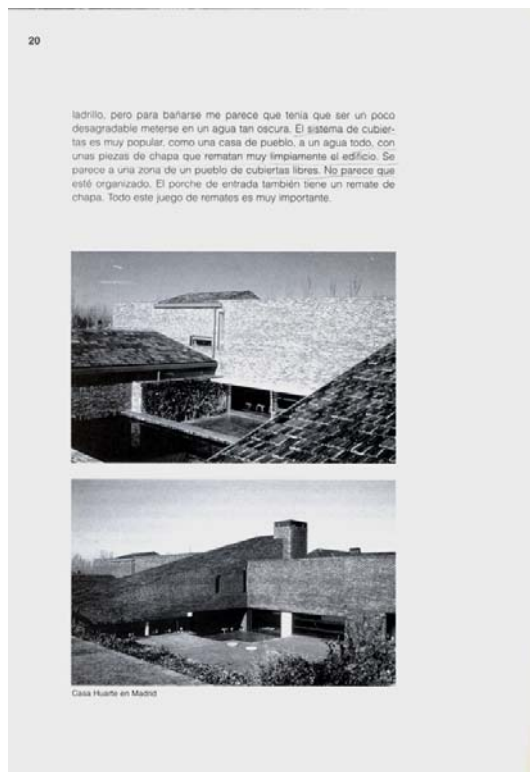 20
ladrillo, pero para bañarse me parece que tenía que ser un poco
desagradable meterse en un agua tan oscura. El sistema de cubier-
tas es muy popular, como una casa de pueblo, a un agua todo, con
unas piezas de chapa que rematan muy limpiamente el edificio. Se
parece a una zona de un pueblo de cubiertas libres. No parece que
esté organizado. El porche de entrada también tiene un remate de
chapa. Todo este juego de remates es muy importante.
Casa Huarte en Madrid